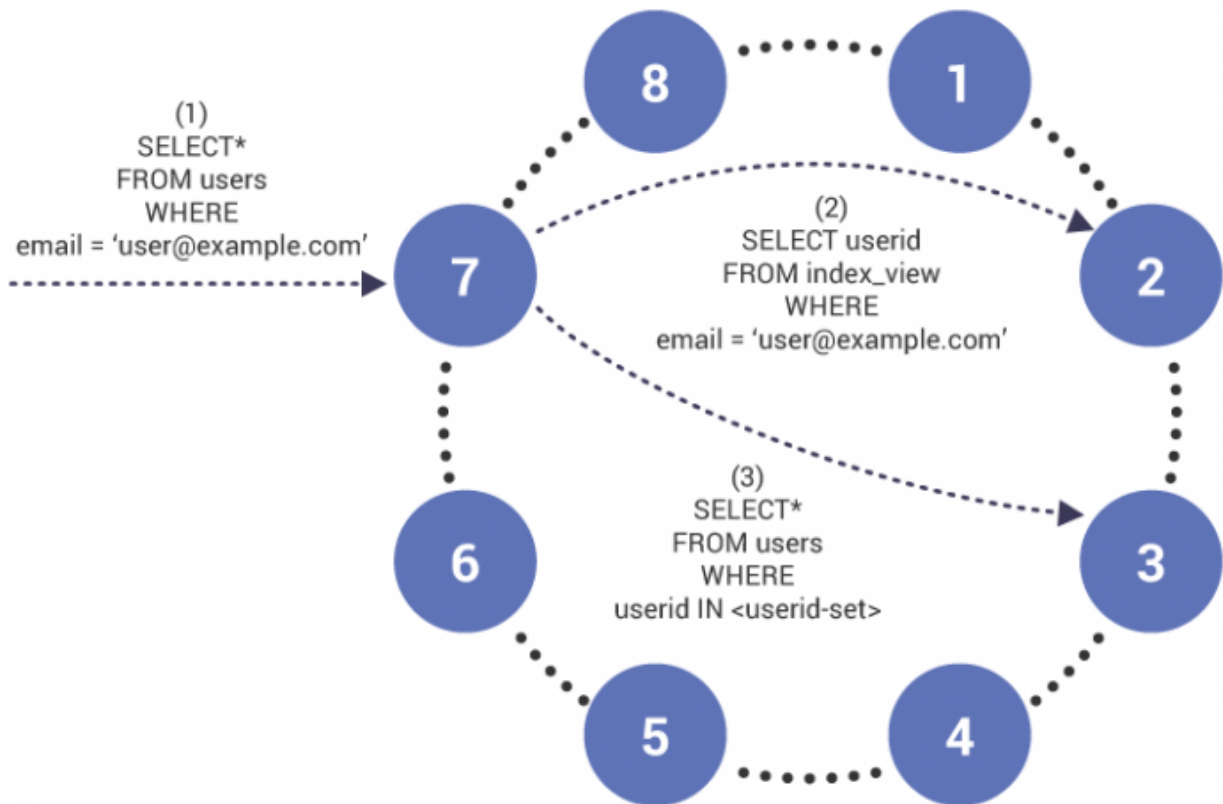 8
1
(1)
SELECT*
FROM users
WHERE
email = ‘user@example.com’
7
(2)
SELECT userid
FROM index_view
WHERE
email = ‘user@example.com’
2
(3)
SELECT*
FROM users
WHERE
userid IN <userid-set>
6
3
5
4